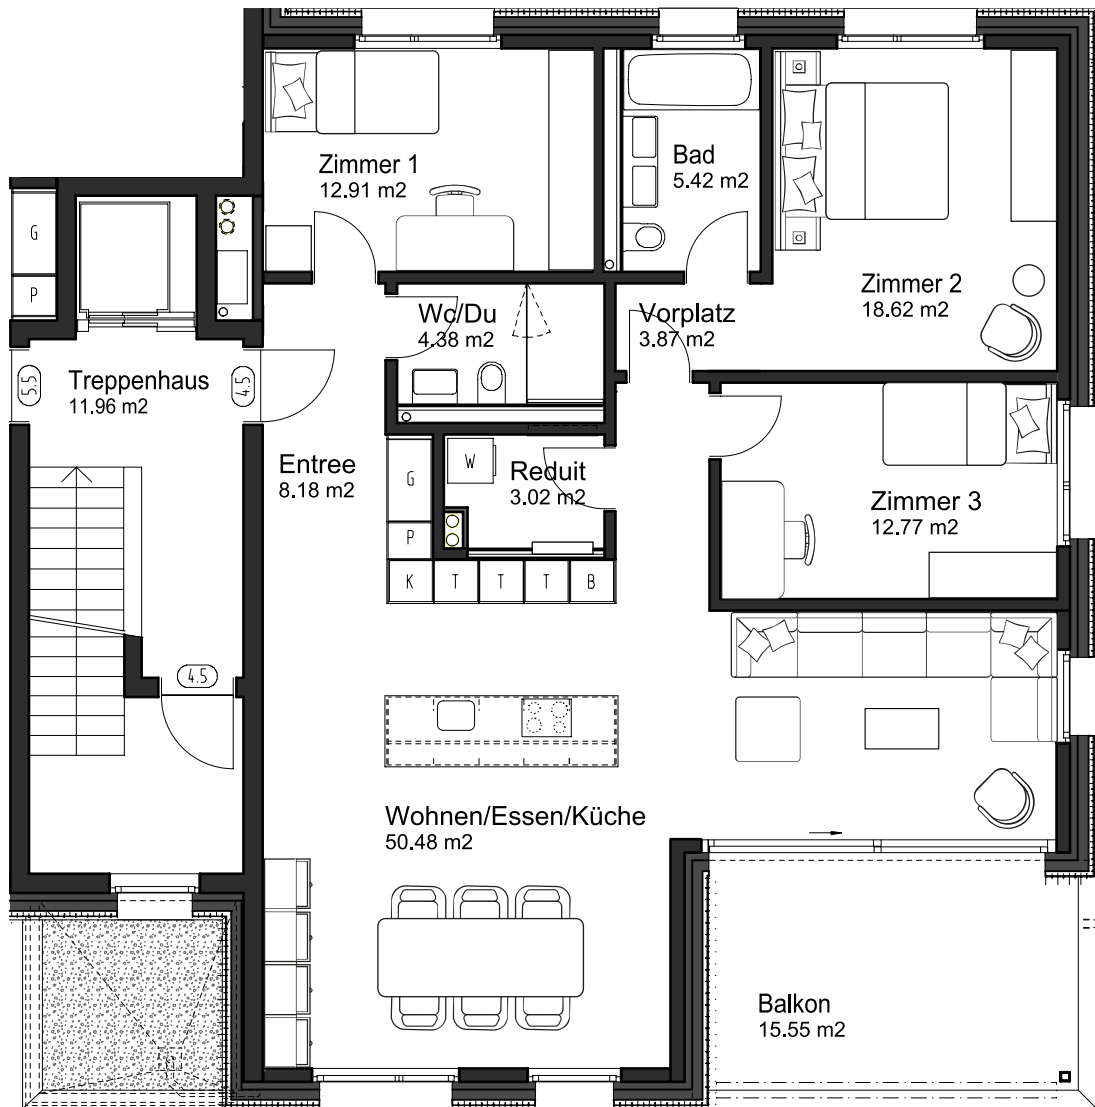 Zimmer 1
12.91 m2
Bad
5.42 m2
G
P
Zimmer 2
18.62 m2
Wc/Du
4.38 m2
Vorplatz
3.87 m2
5.5
Treppenhaus
11.96 m2
4.5
Entree
8.18 m2
G
W
Reduit
3.02 m2
Zimmer 3
12.77 m2
P
K
T
T
T
B
4.5
Wohnen/Essen/Küche
50.48 m2
Balkon
15.55 m2